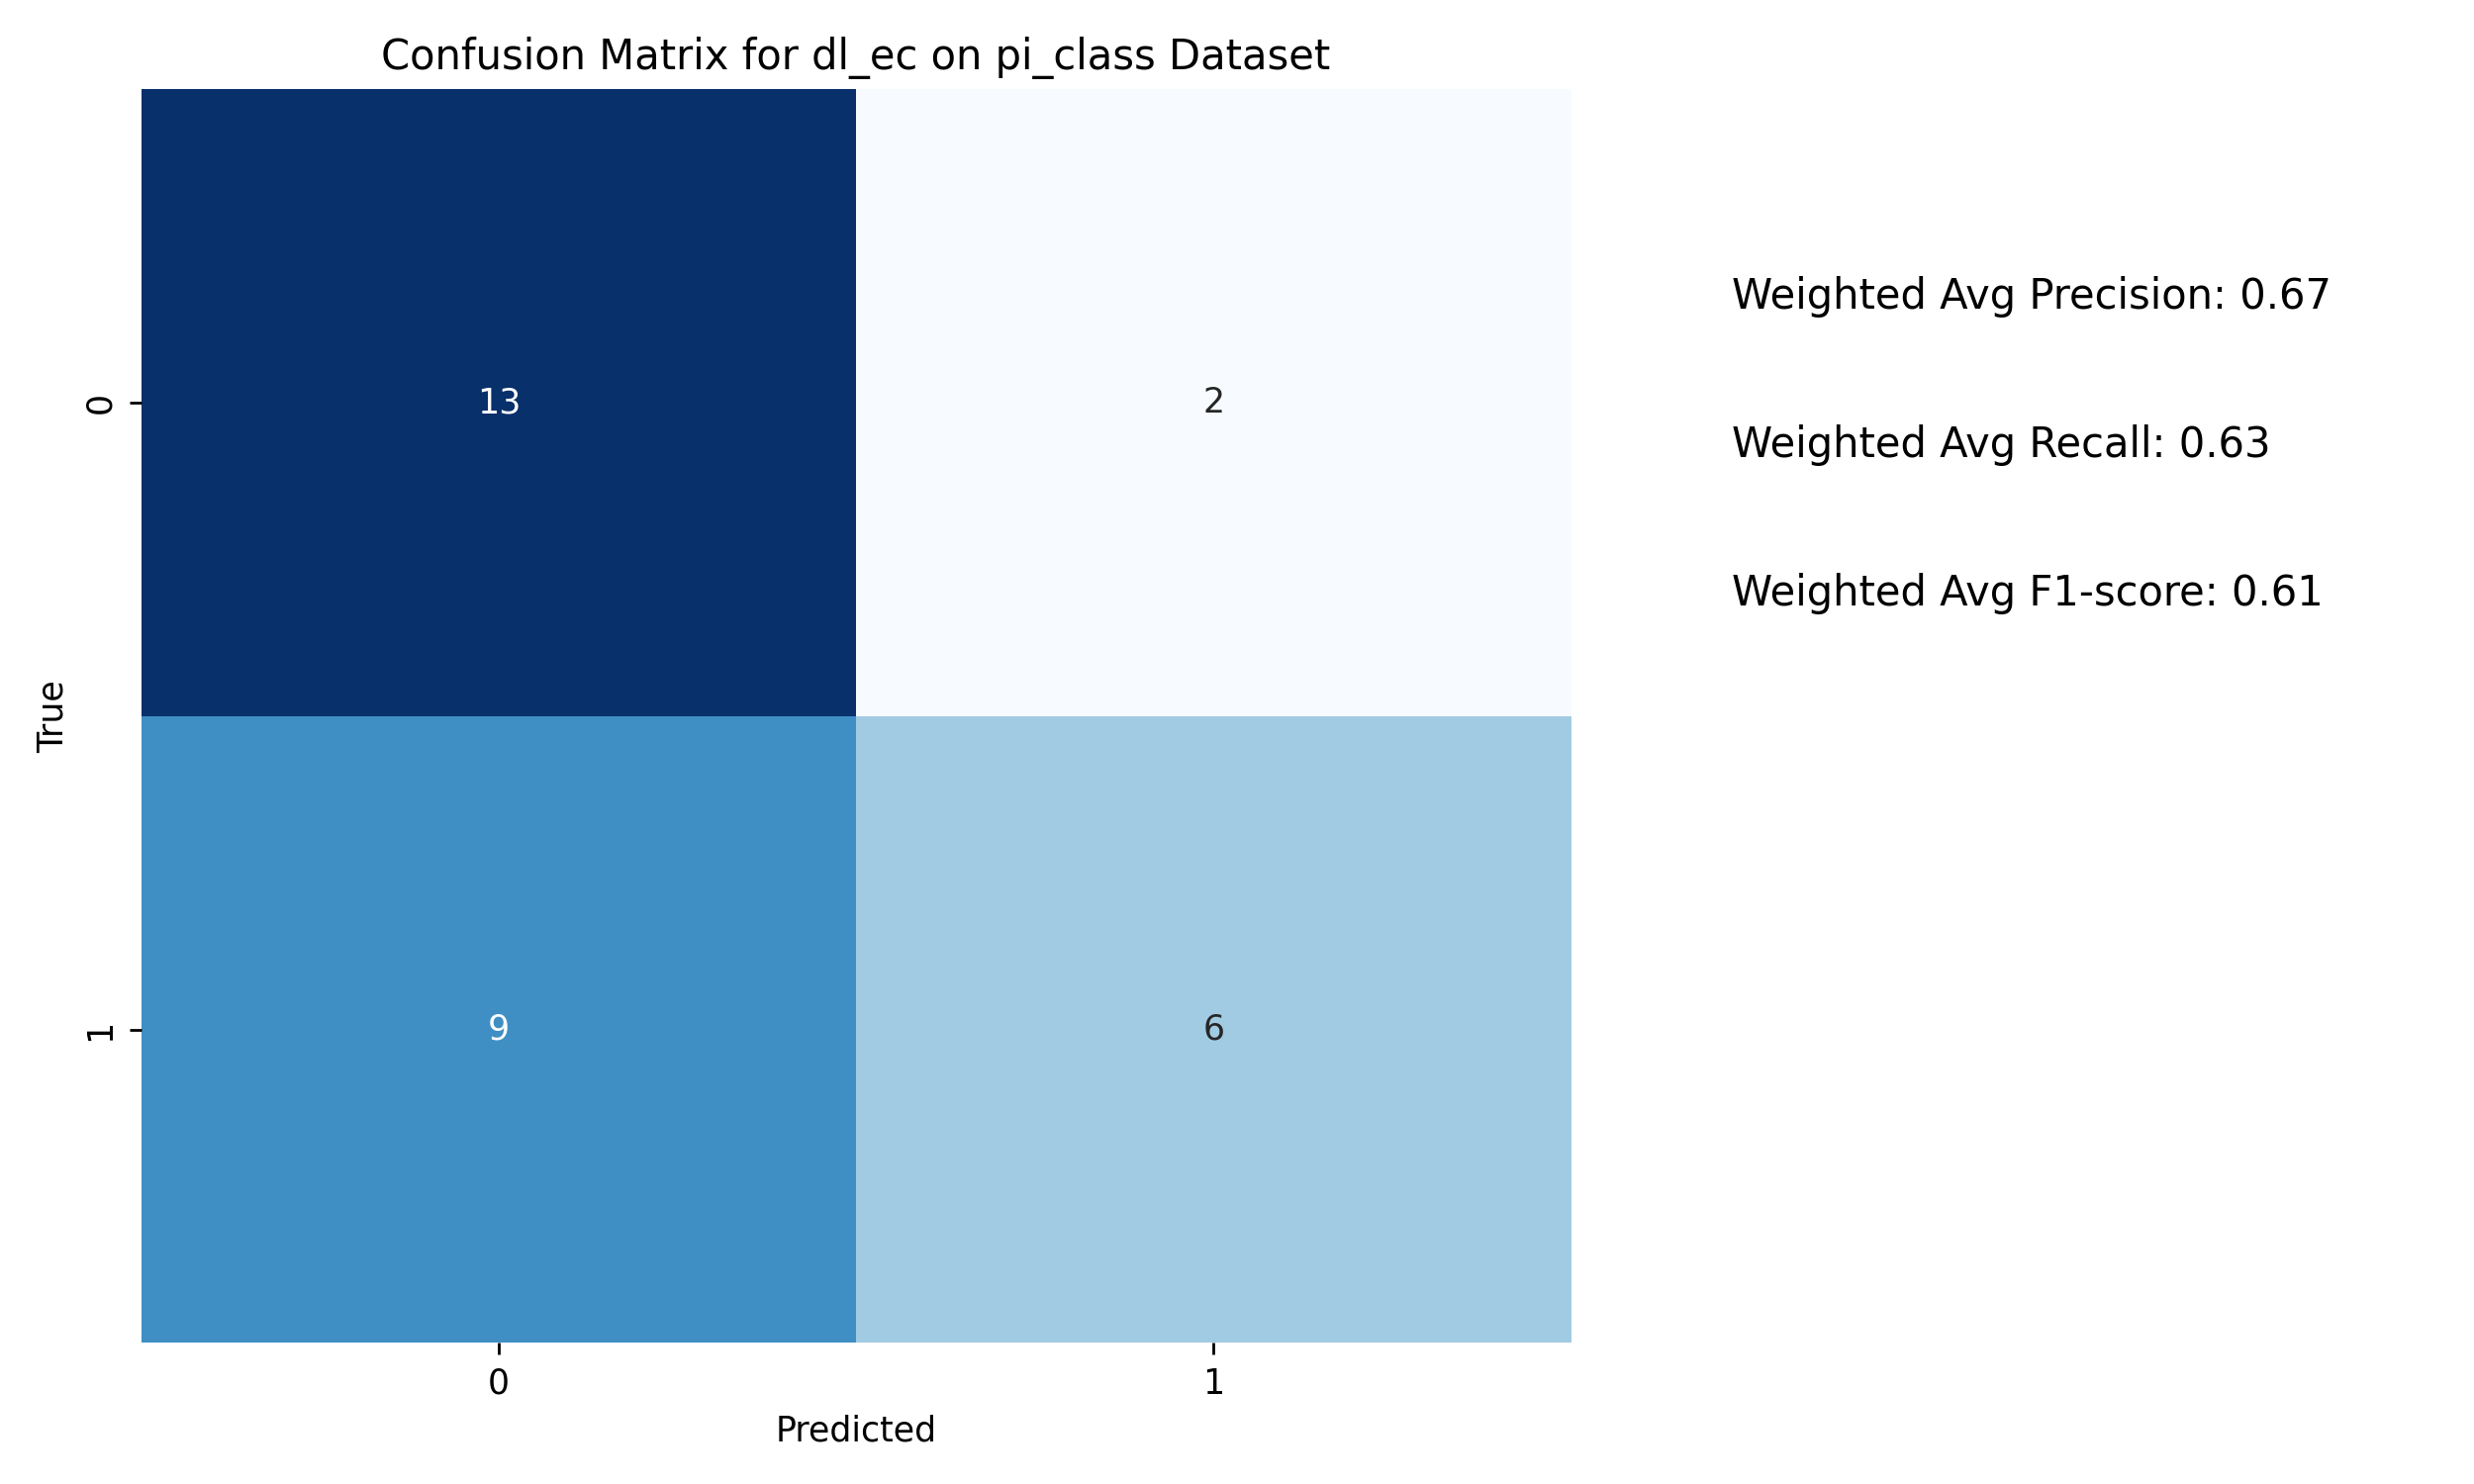 Confusion Matrix for dl_ec on pi_class Dataset
True
0
13
2
1
9
6
0
1
Predicted
Weighted Avg Precision: 0.67
Weighted Avg Recall: 0.63
Weighted Avg F1-score: 0.61